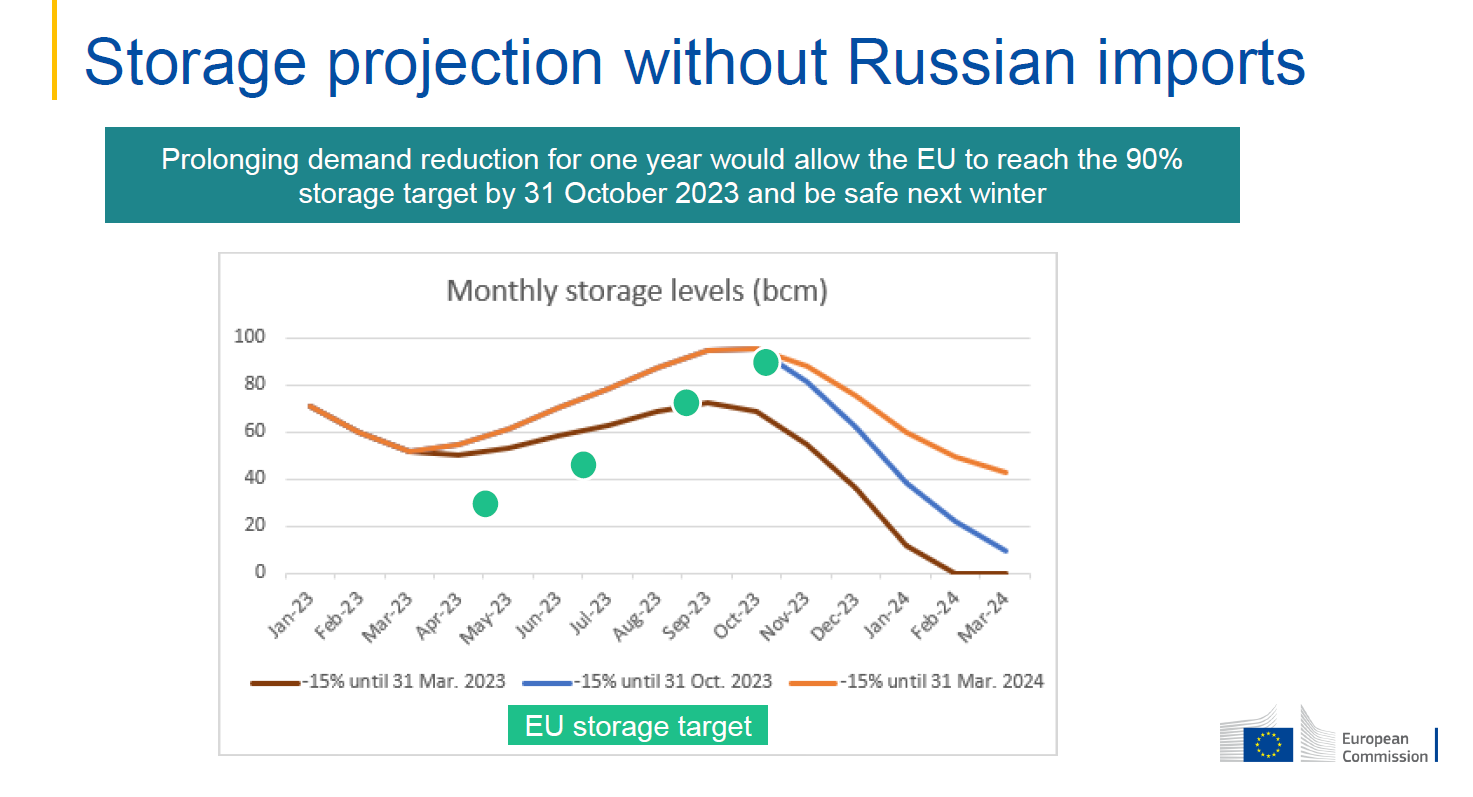 Storage projection without Russian imports
Prolonging demand reduction for one year would allow the EU to reach the 90%
storage target by 31 October 2023 and be safe next winter
Monthly storage levels (bcm)
100
80
60
40
20
0
Jan-23
Feb-23
Mar-23
Apr-23
May-23
Jun-23
Jul-23
Aug-23
Sep-23
Oct-23
Nov-23
Dec-23
Jan-24
Feb-24
Mar-24
-15% until 31 Mar. 2023
-15% until 31 Oct. 2023
-15% until 31 Mar. 2024
EU storage target
European
Commission